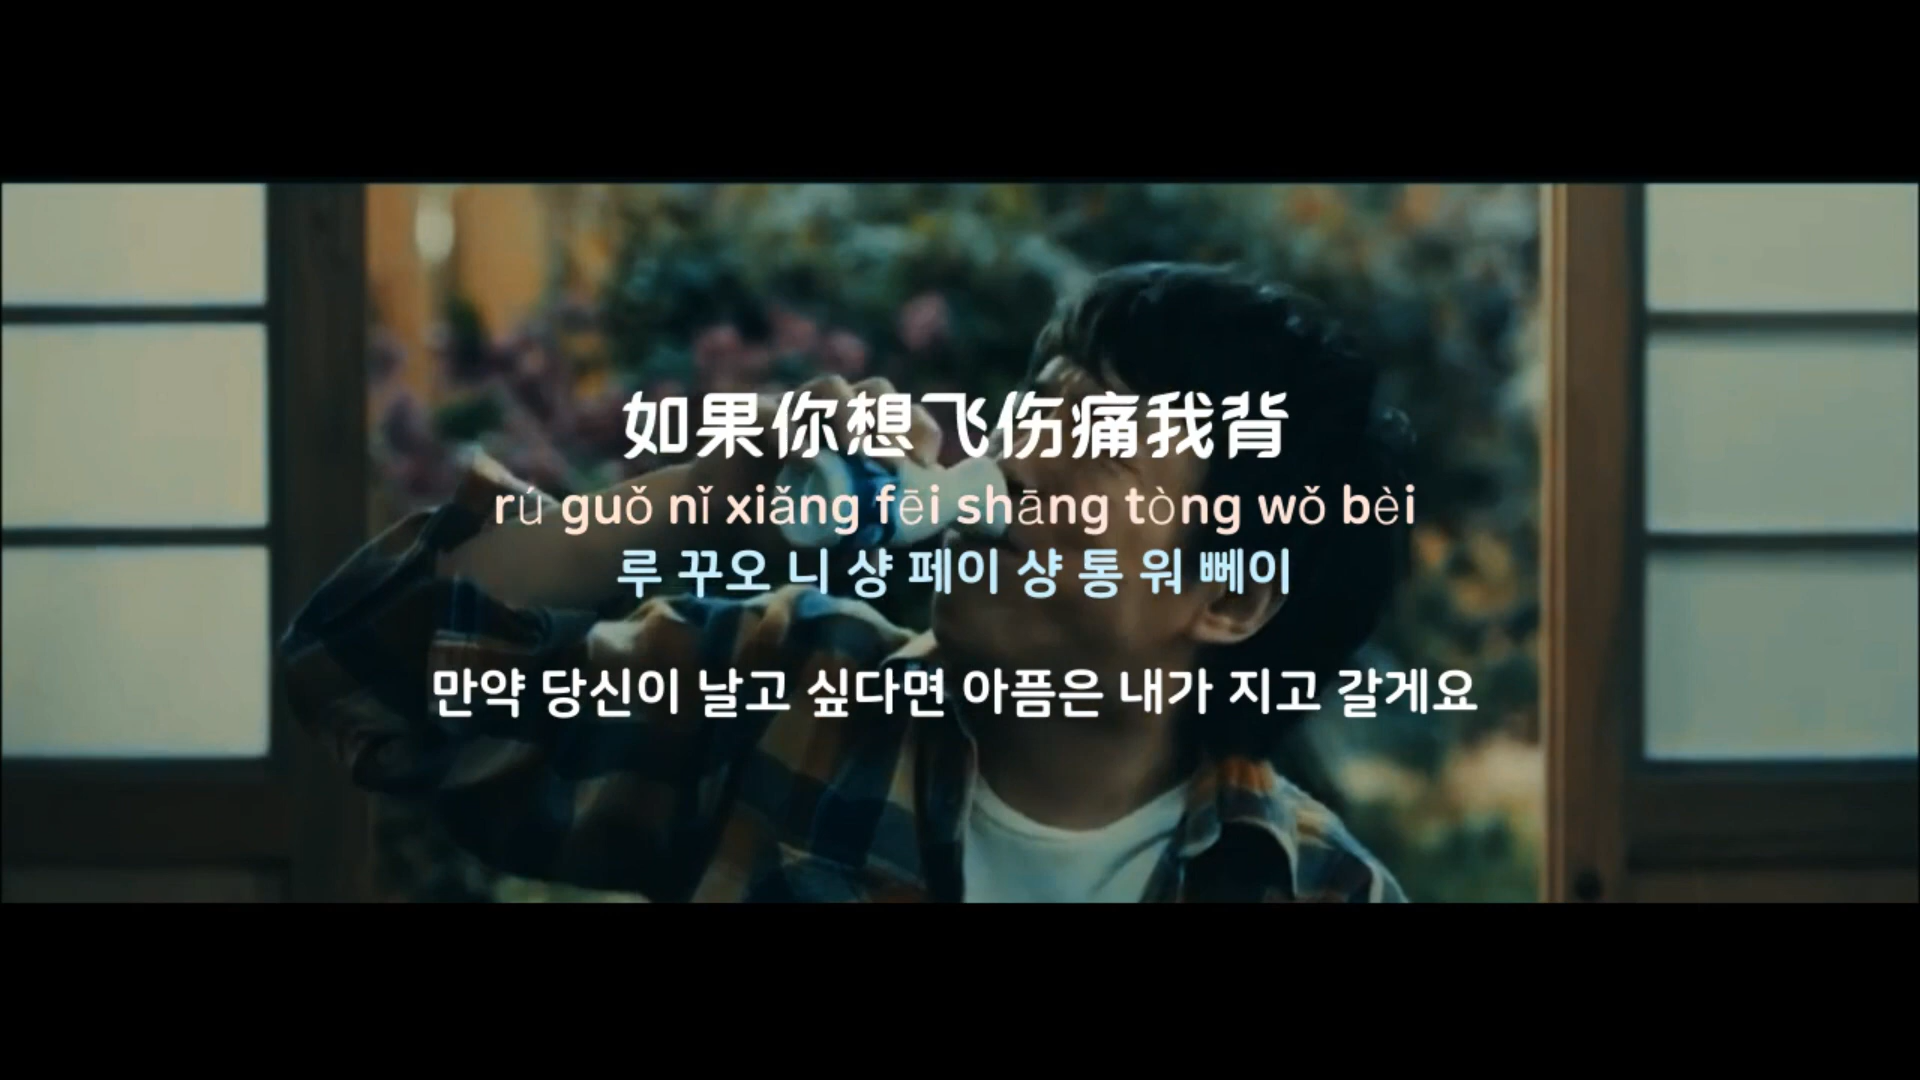 如果你想飞伤痛我背
rú guǒ nǐ xiǎng fēi shāng tòng wǒ bèi
루 꾸오 니 샹 페이 샹 통 워 뻬이
만약 당신이 날고 싶다면 아픔은 내가 지고 갈게요